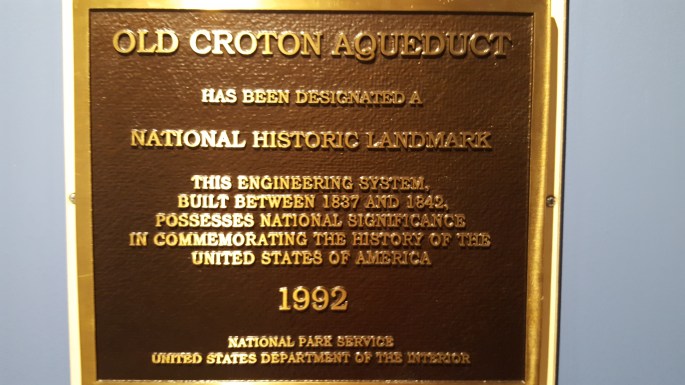 OLD CROTON AQUEDUCT
HAS BEEN DESIGNATED A
NATIONAL HISTORIC LANDMARK
THIS ENGINEERING SYSTEM,
BUILT BETWEEN 1837 AND 1842,
POSSESSES NATIONAL SIGNIFICANCE
IN COMMEMORATING THE HISTORY OF THE
UNITED STATES OF AMERICA
1992
NATIONAL PARK SERVICE
UNITED STATES DEPARTMENT OF THE INTERIOR